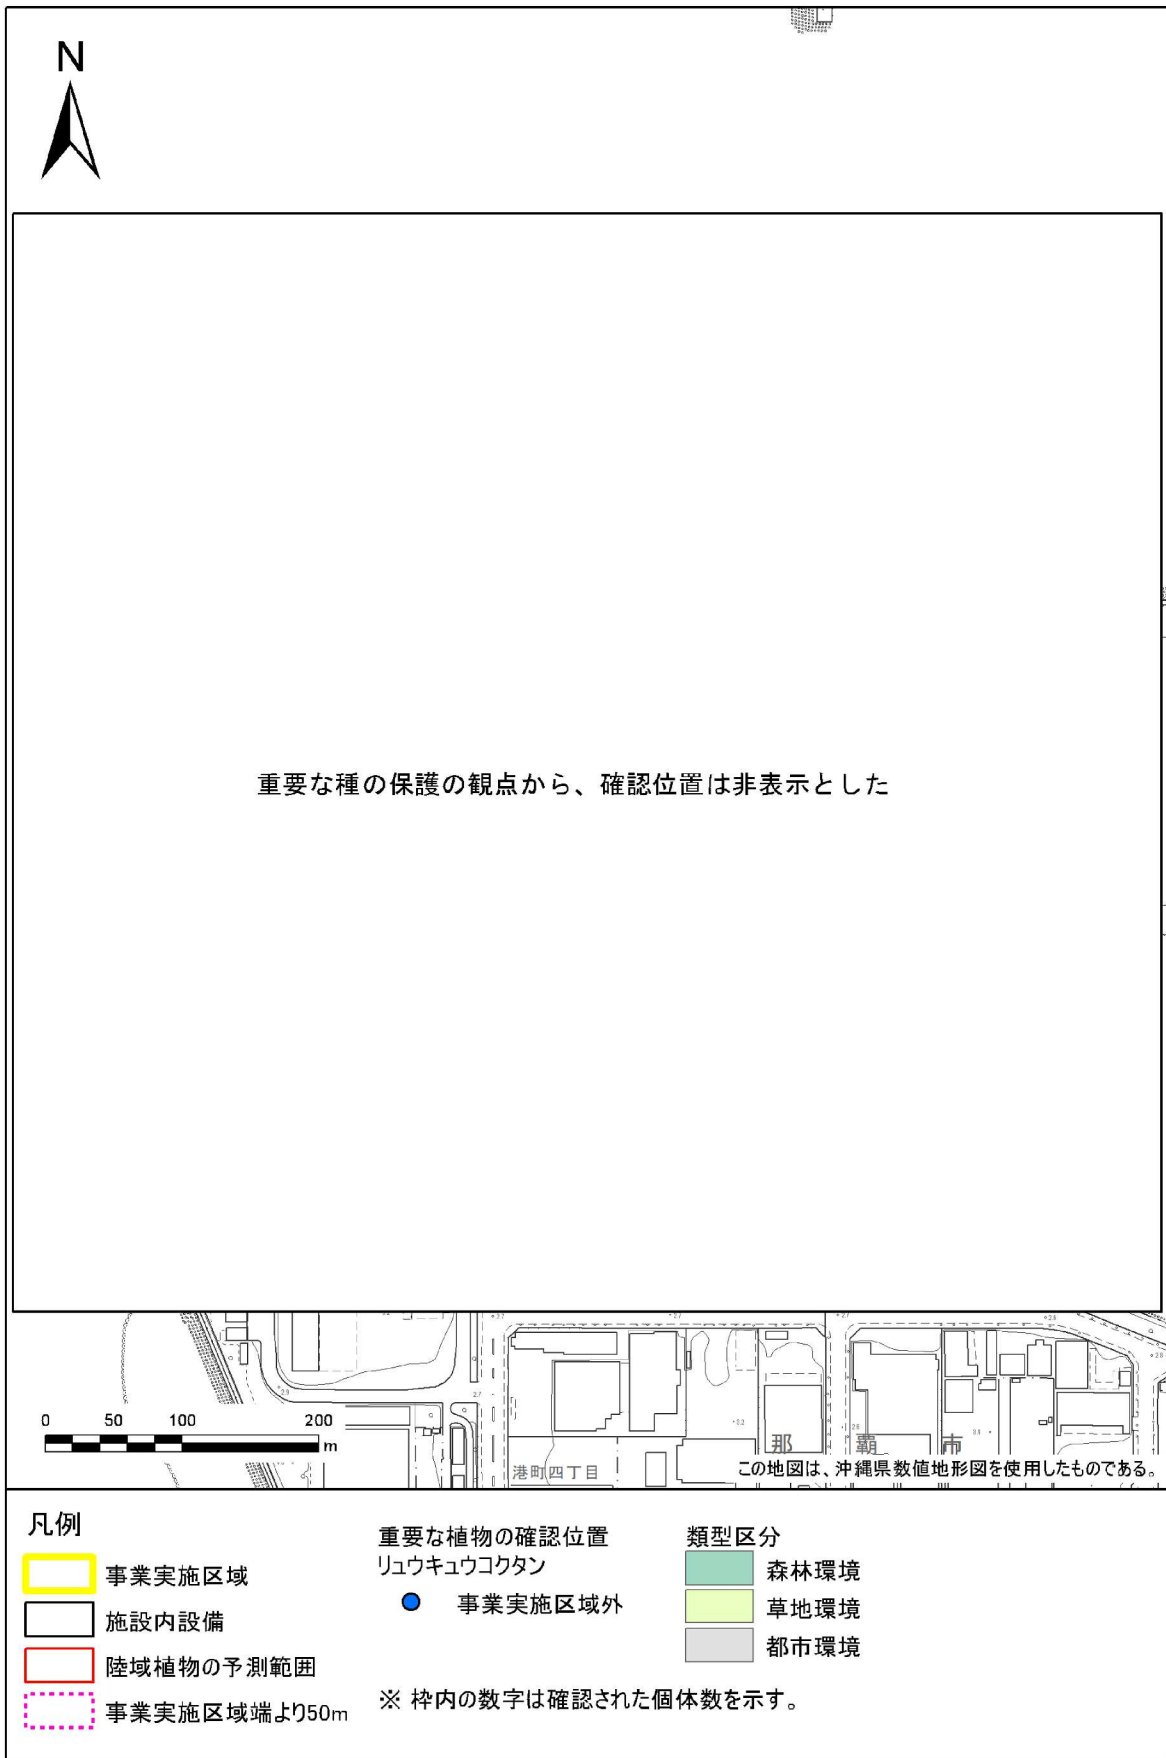 N
重要な種の保護の観点から、確認位置は非表示とした
0 50 100 200
m
2.9
2.7
港町四丁目
那覇市
この地図は、沖縄県数値地形図を使用したものである。
凡例
事業実施区域
施設内設備
陸域植物の予測範囲
事業実施区域端より50m
重要な植物の確認位置
リュウキュウコクタン
事業実施区域外
※ 枠内の数字は確認された個体数を示す。
類型区分
森林環境
草地環境
都市環境